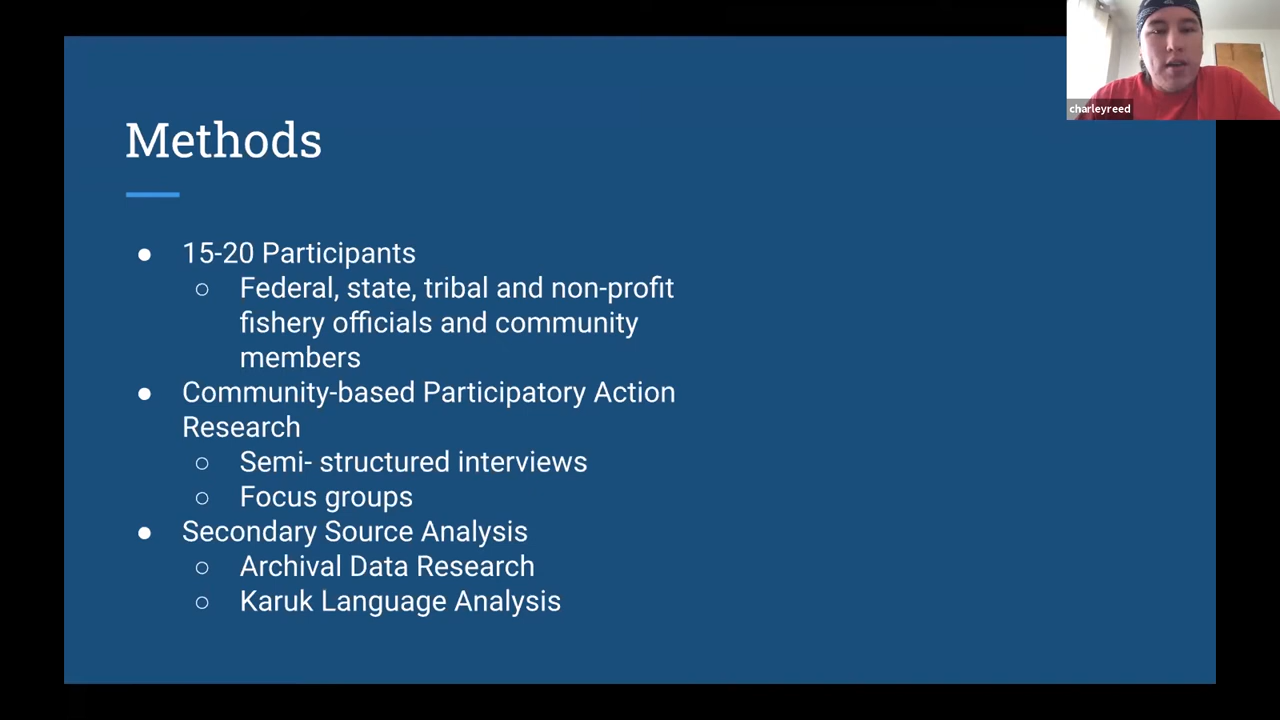 charleyreed
Methods
● 15-20 Participants
○ Federal, state, tribal and non-profit
fishery officials and community
members
● Community-based Participatory Action
Research
○ Semi- structured interviews
○ Focus groups
● Secondary Source Analysis
○ Archival Data Research
○ Karuk Language Analysis